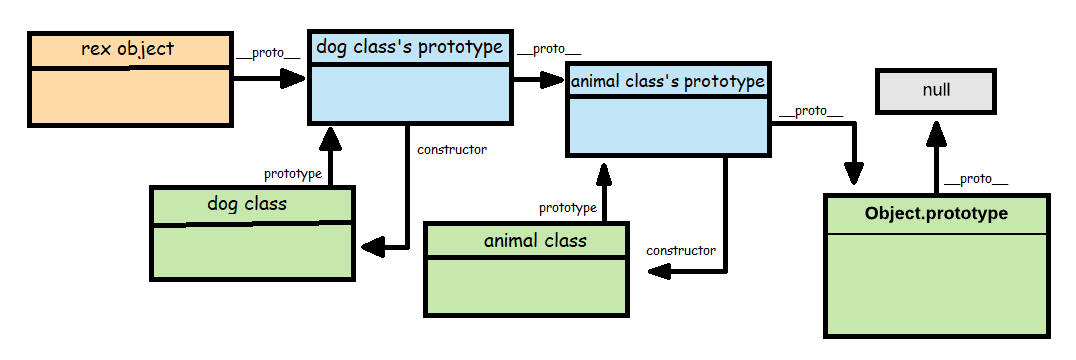 rex object
__proto__
dog class's prototype
__proto__
animal class's prototype
__proto__
null
constructor
prototype
dog class
prototype
animal class
constructor
__proto__
Object.prototype